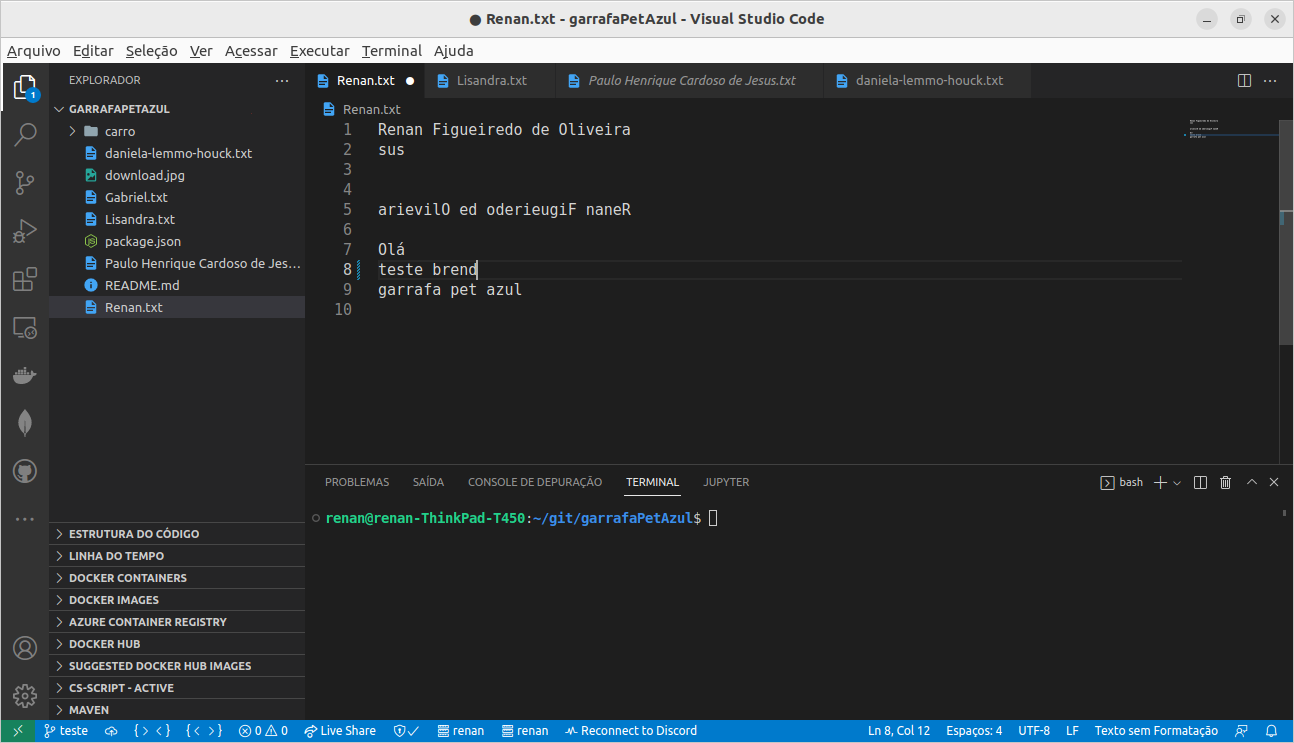 Renan.txt - garrafaPetAzul - Visual Studio Code
Arquivo Editar Seleção Ver Acessar Executar Terminal Ajuda
EXPLORADOR
1
GARRAFAPETAZUL
carro
daniela-lemmo-houck.txt
download.jpg
Gabriel.txt
Lisandra.txt
package.json
Paulo Henrique Cardoso de Jes...
README.md
Renan.txt
ESTRUTURA DO CÓDIGO
LINHA DO TEMPO
DOCKER CONTAINERS
DOCKER IMAGES
AZURE CONTAINER REGISTRY
DOCKER HUB
SUGGESTED DOCKER HUB IMAGES
CS-SCRIPT - ACTIVE
MAVEN
Renan.txt Lisandra.txt Paulo Henrique Cardoso de Jesus.txt daniela-lemmo-houck.txt
Renan.txt
1 Renan Figueiredo de Oliveira
2 sus
3
4
5 arievilO ed oderieugiF naneR
6
7 Olá
8 teste brend
9 garrafa pet azul
10
PROBLEMAS SAÍDA CONSOLE DE DEPURAÇÃO TERMINAL JUPYTER bash
renan@renan-ThinkPad-T450:~/git/garrafaPetAzul$
teste 0 0 Live Share renan renan Reconnect to Discord Ln 8, Col 12 Espaços: 4 UTF-8 LF Texto sem Formatação